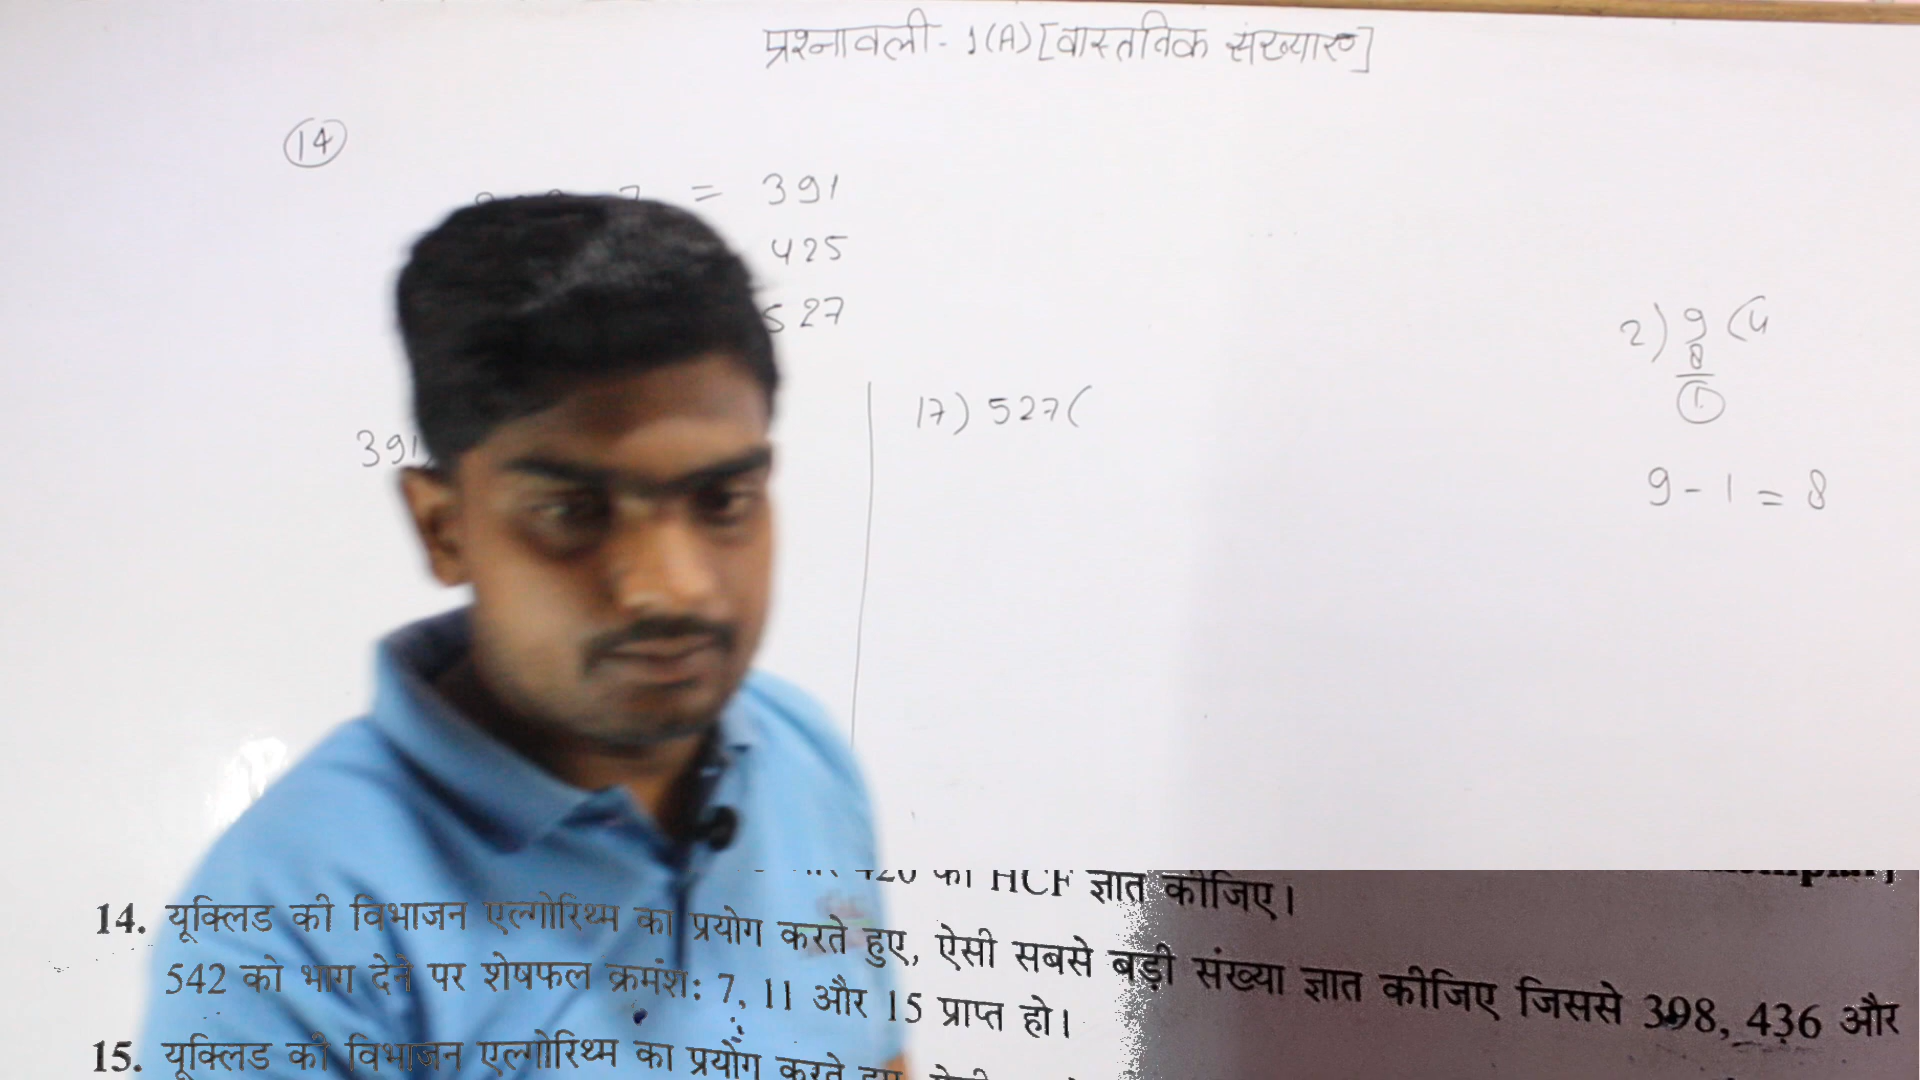 प्रश्नावली - 1(A) [वास्तविक संख्याए]
14
= 391
425
527
2) 9 (4
8
1
17) 527 (
391
9 - 1 = 8
HCF ज्ञात कीजिए।
14. यूक्लिड की विभाजन एल्गोरिथ्म का प्रयोग करते हुए, ऐसी सबसे बड़ी संख्या ज्ञात कीजिए जिससे 398, 436 और
542 को भाग देने पर शेषफल क्रमंश: 7, 11 और 15 प्राप्त हो।
15. यूक्लिड की विभाजन एल्गोरिथ्म का प्रयोग करते